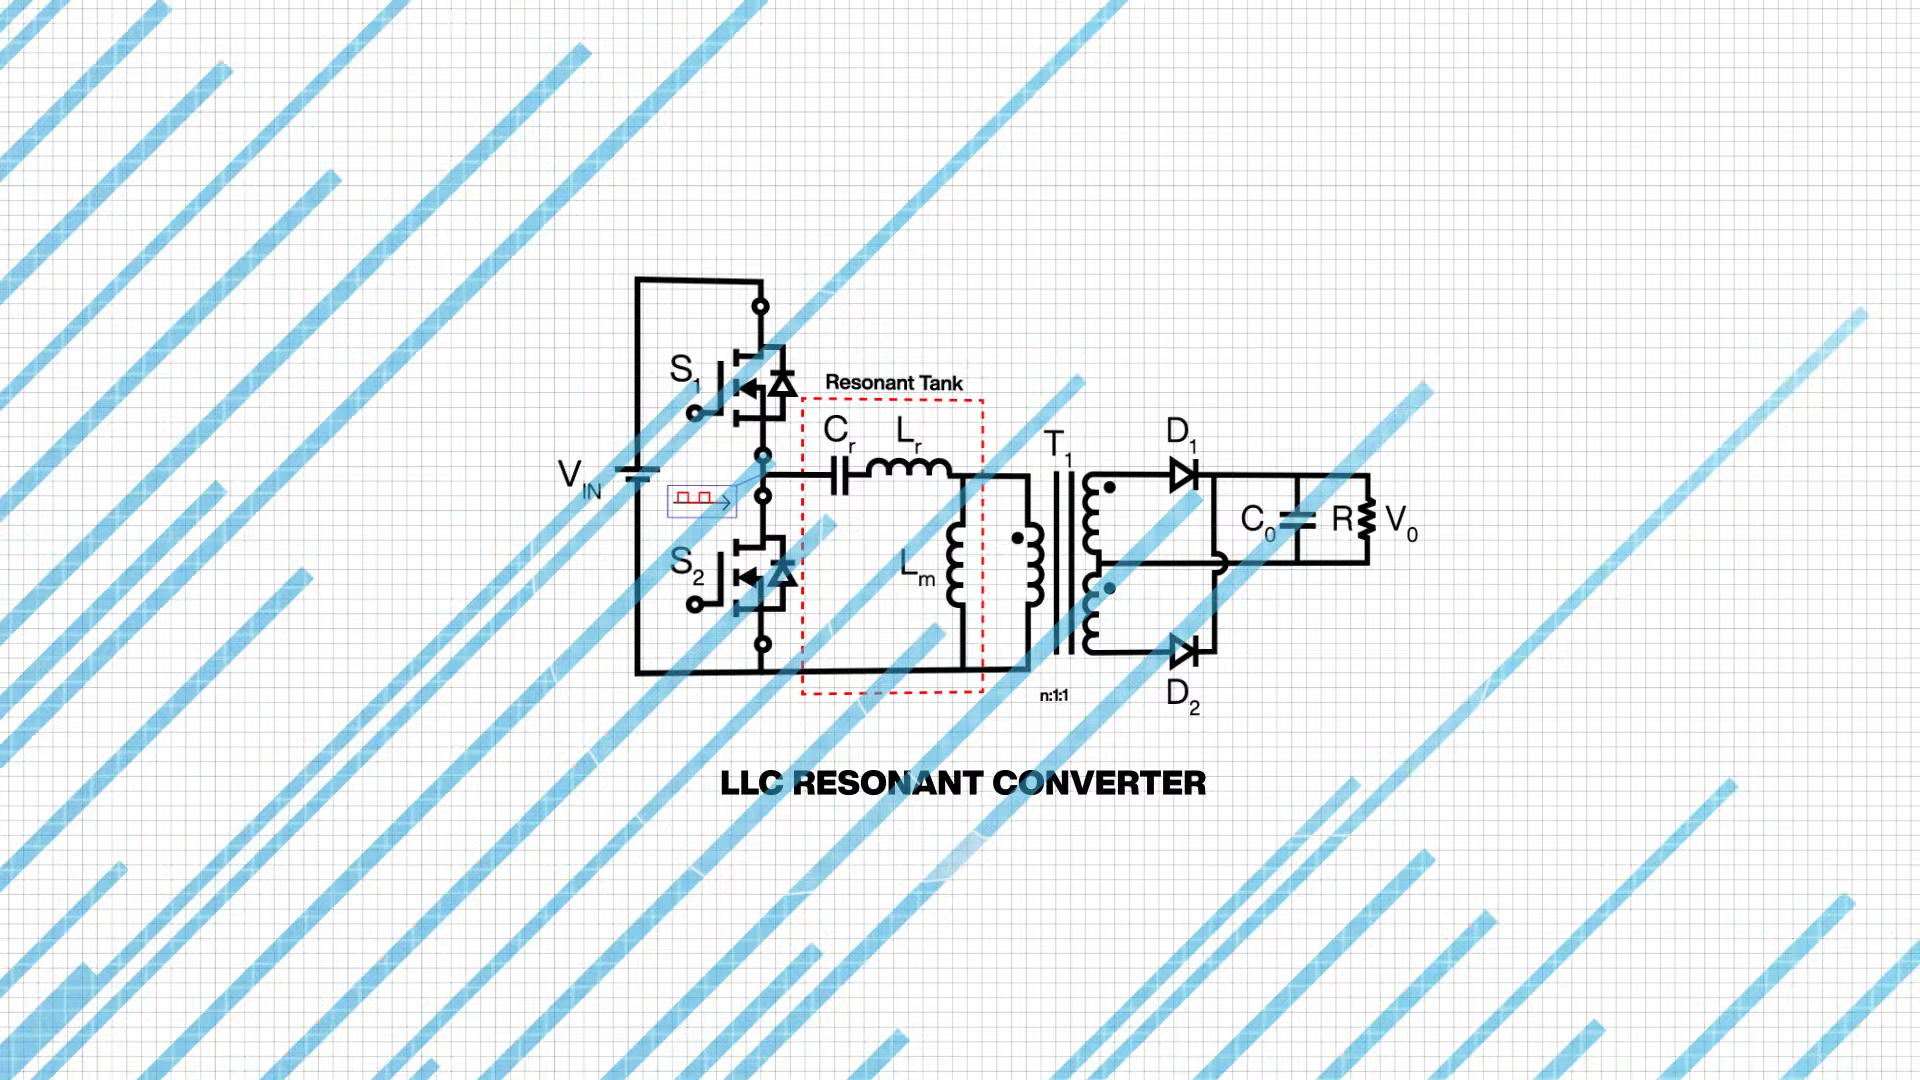 S1
Resonant Tank
Cr
Lr
T1
D1
VIN
C0
R
V0
S2
Lm
n:1:1
D2
LLC RESONANT CONVERTER